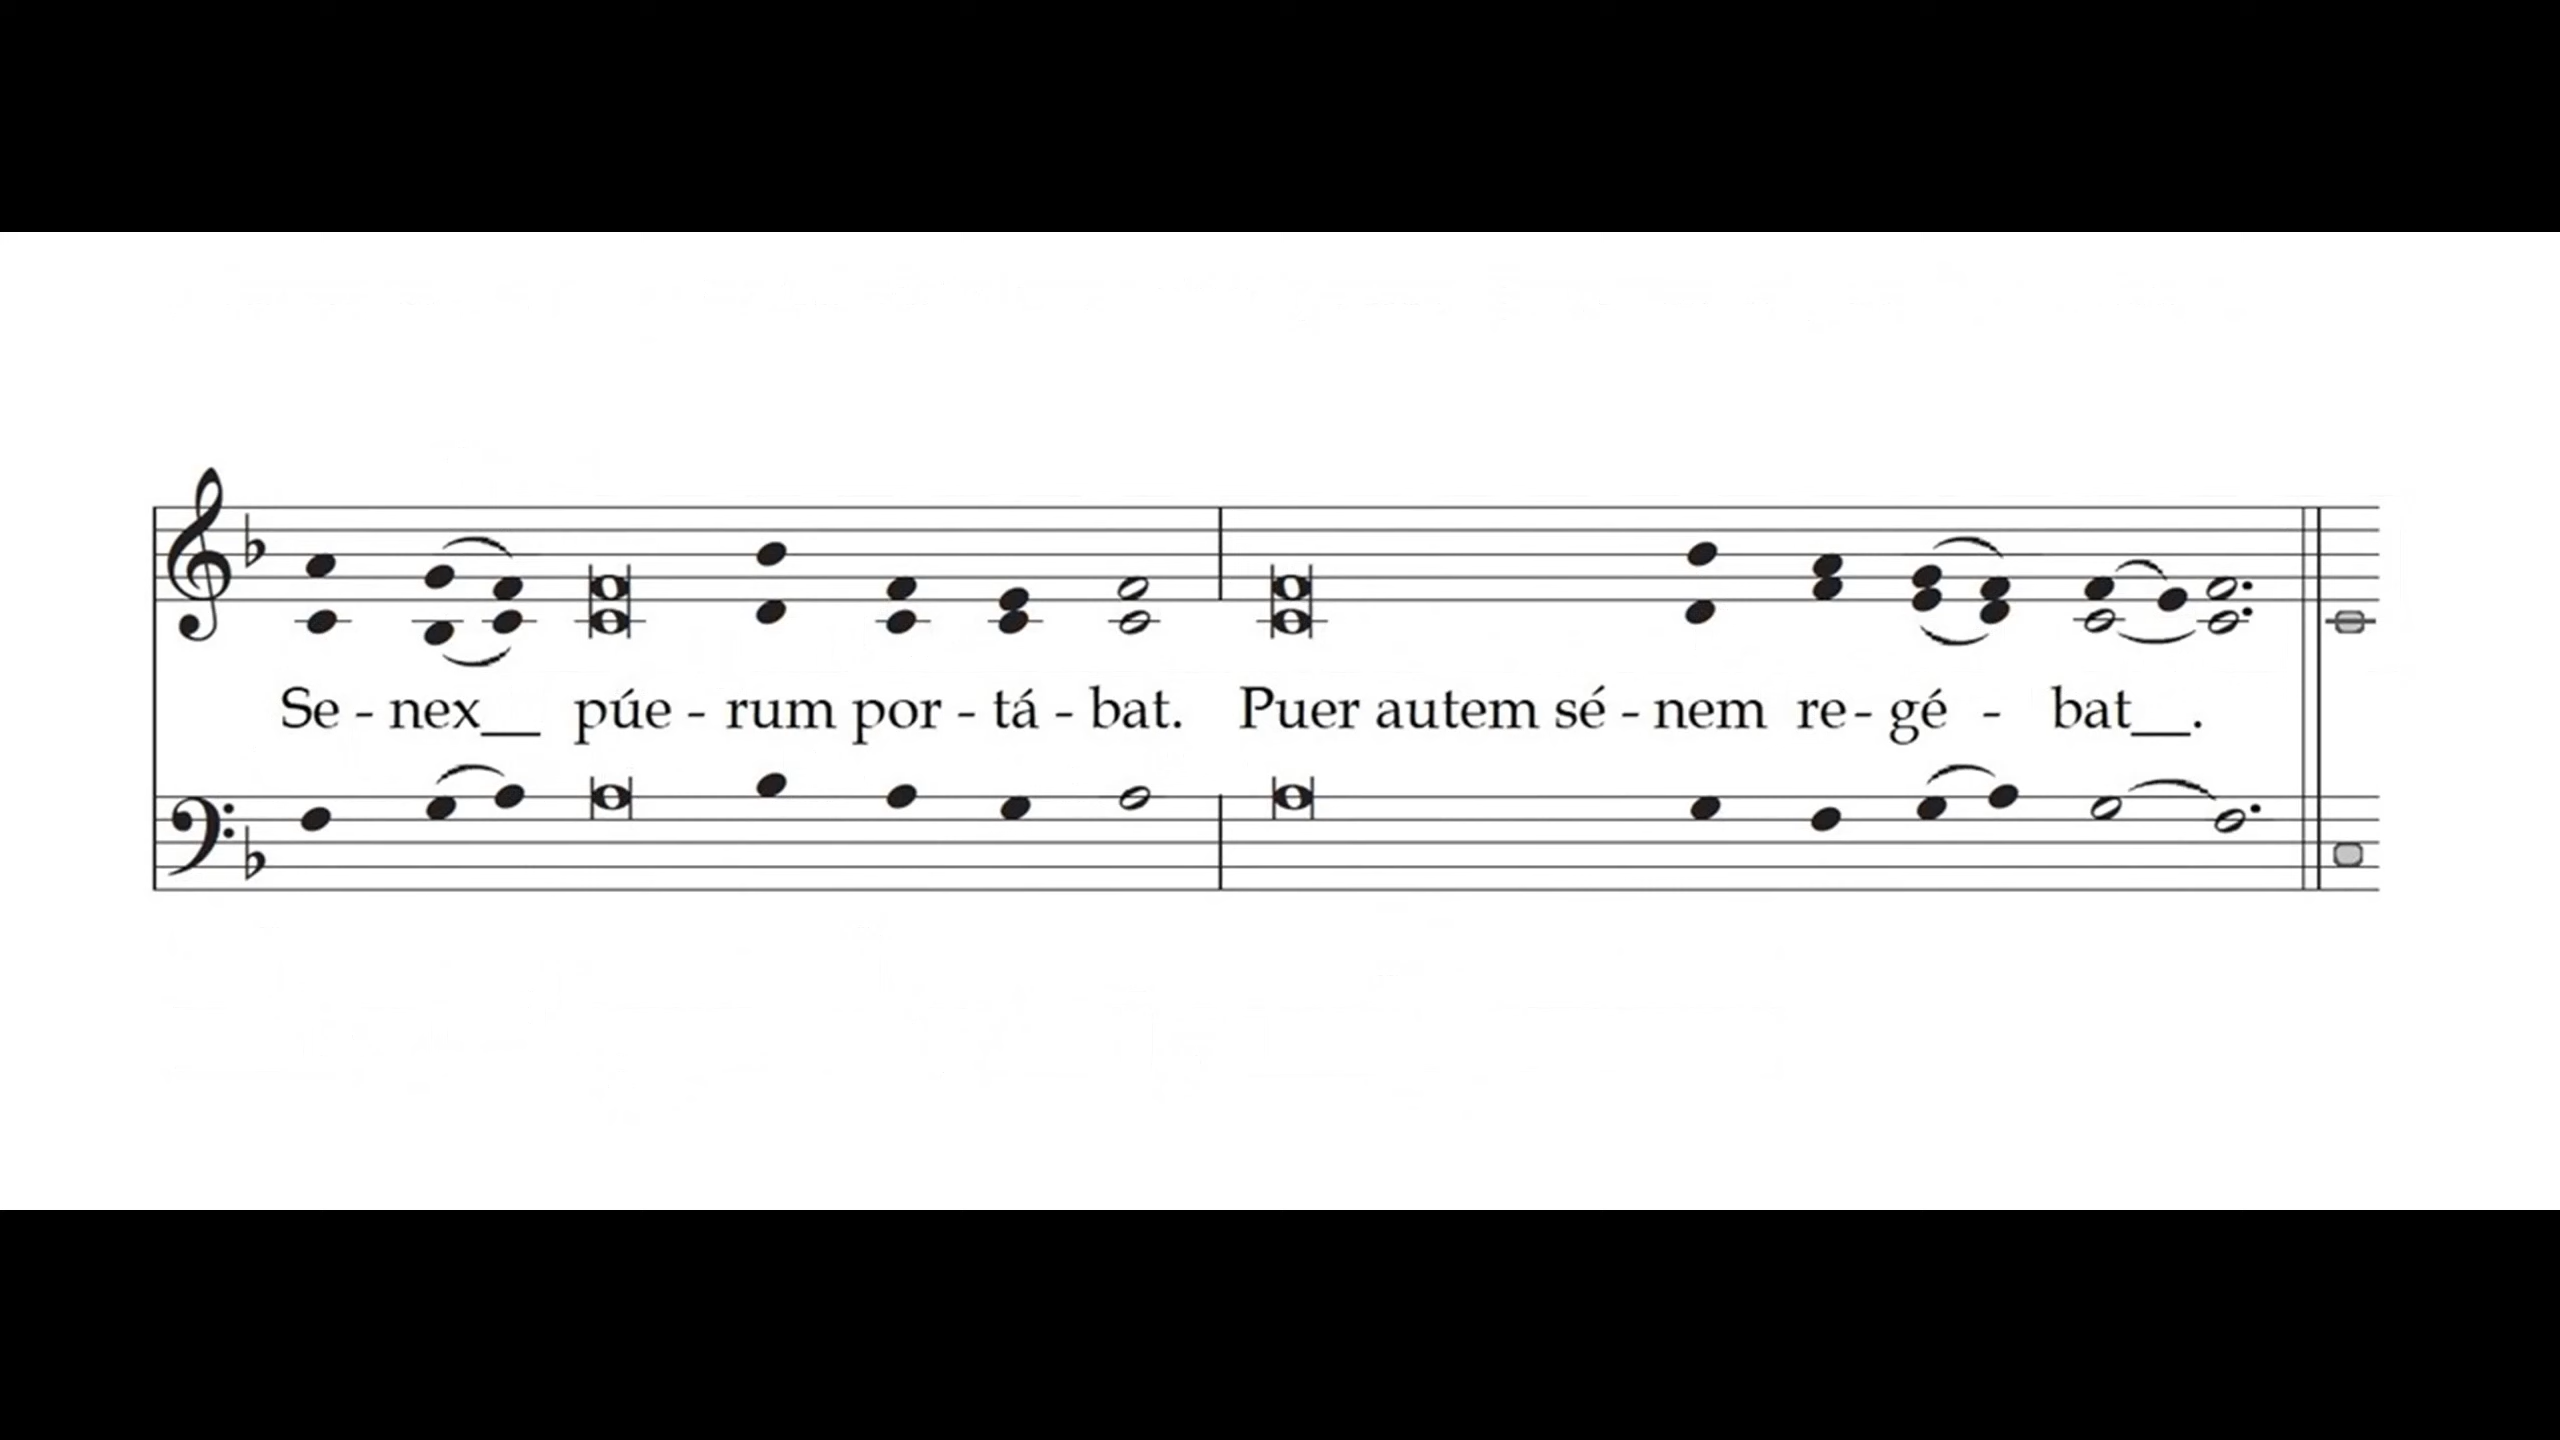 Se - nex__ púe - rum por - tá - bat. Puer autem sé - nem re - gé - bat__.